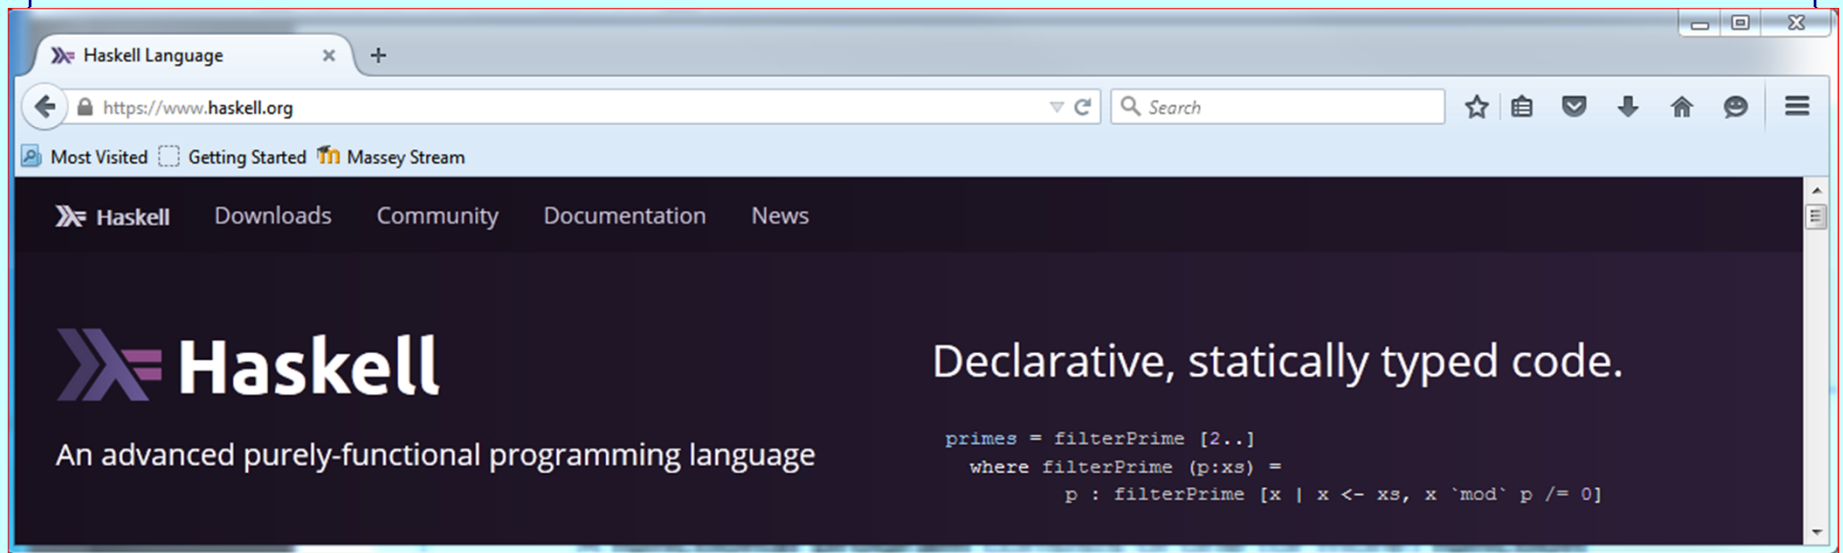 Haskell Language
https://www.haskell.org
Search
Most Visited Getting Started Massey Stream
Haskell Downloads Community Documentation News
Haskell
An advanced purely-functional programming language
Declarative, statically typed code.
primes = filterPrime [2..]
where filterPrime (p:xs) =
p : filterPrime [x | x <- xs, x `mod` p /= 0]